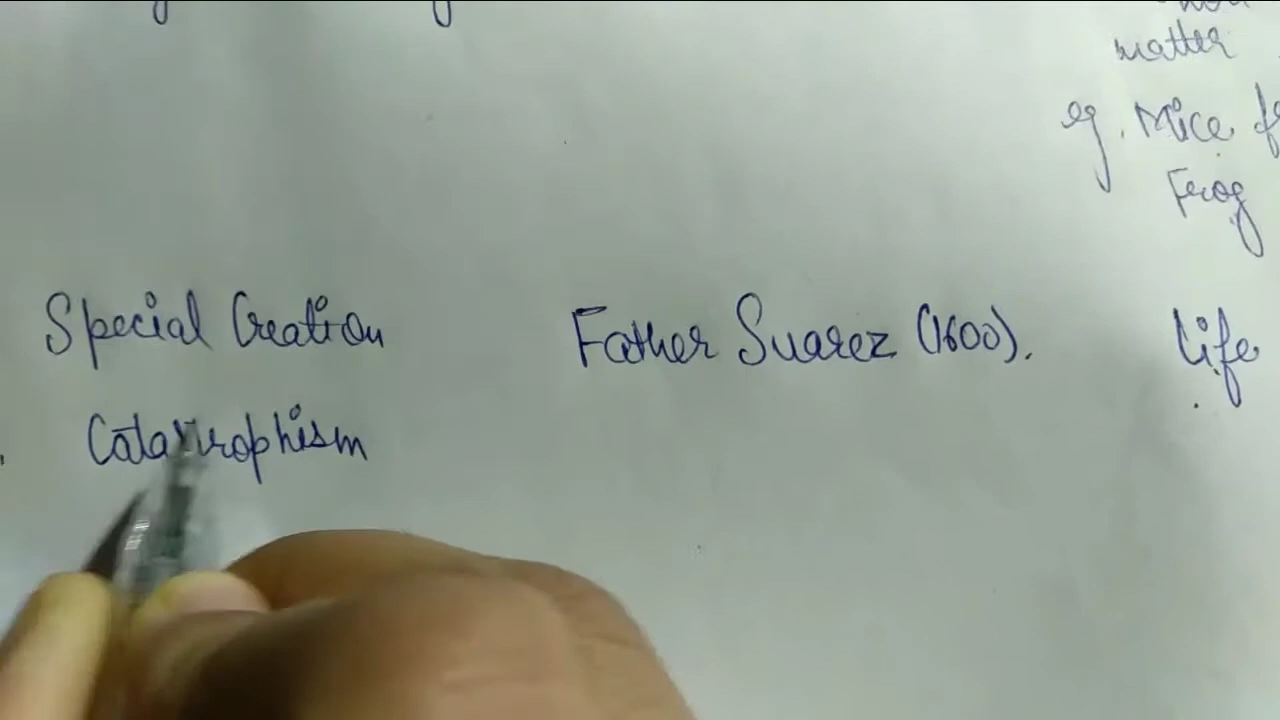 matter
eg. Mice
Frog
Special Creation Father Suarez (1600). Life
Catastrophism